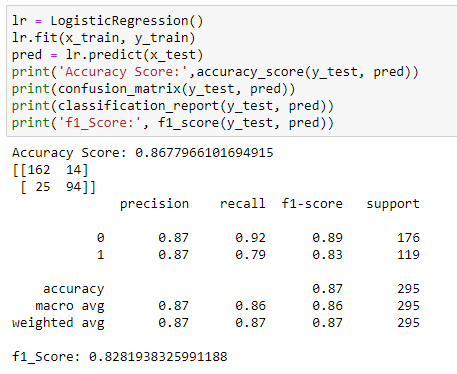 lr = LogisticRegression()
lr.fit(x_train, y_train)
pred = lr.predict(x_test)
print('Accuracy Score:',accuracy_score(y_test, pred))
print(confusion_matrix(y_test, pred))
print(classification_report(y_test, pred))
print('f1_Score:', f1_score(y_test, pred))
Accuracy Score: 0.8677966101694915
[[162  14]
 [ 25  94]]
              precision    recall  f1-score   support
           0       0.87      0.92      0.89       176
           1       0.87      0.79      0.83       119
    accuracy                           0.87       295
   macro avg       0.87      0.86      0.86       295
weighted avg       0.87      0.87      0.87       295
f1_Score: 0.8281938325991188